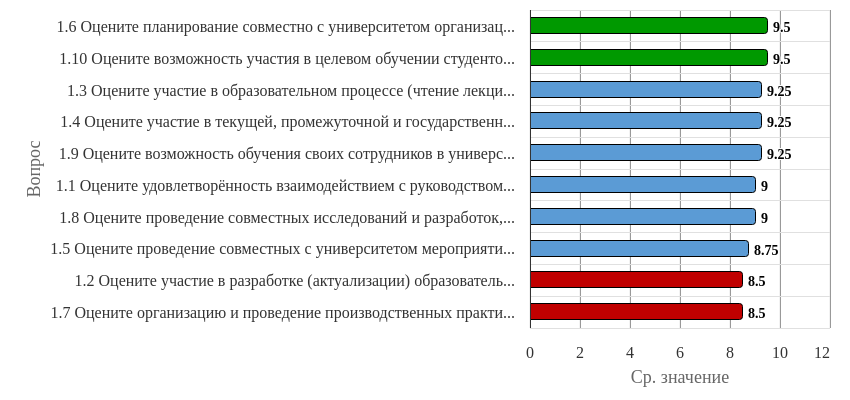 1.6 Оцените планирование совместно с университетом организац... 9.5
1.10 Оцените возможность участия в целевом обучении студенто... 9.5
1.3 Оцените участие в образовательном процессе (чтение лекци... 9.25
1.4 Оцените участие в текущей, промежуточной и государственн... 9.25
1.9 Оцените возможность обучения своих сотрудников в универс... 9.25
1.1 Оцените удовлетворённость взаимодействием с руководством... 9
1.8 Оцените проведение совместных исследований и разработок,... 9
1.5 Оцените проведение совместных с университетом мероприяти... 8.75
1.2 Оцените участие в разработке (актуализации) образователь... 8.5
1.7 Оцените организацию и проведение производственных практи... 8.5
Вопрос
0 2 4 6 8 10 12
Ср. значение